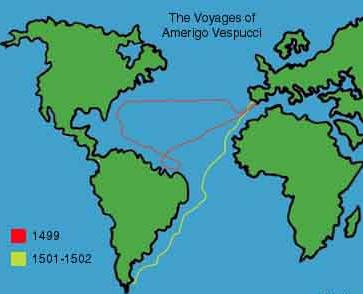 The Voyages of
Amerigo Vespucci
1499
1501-1502